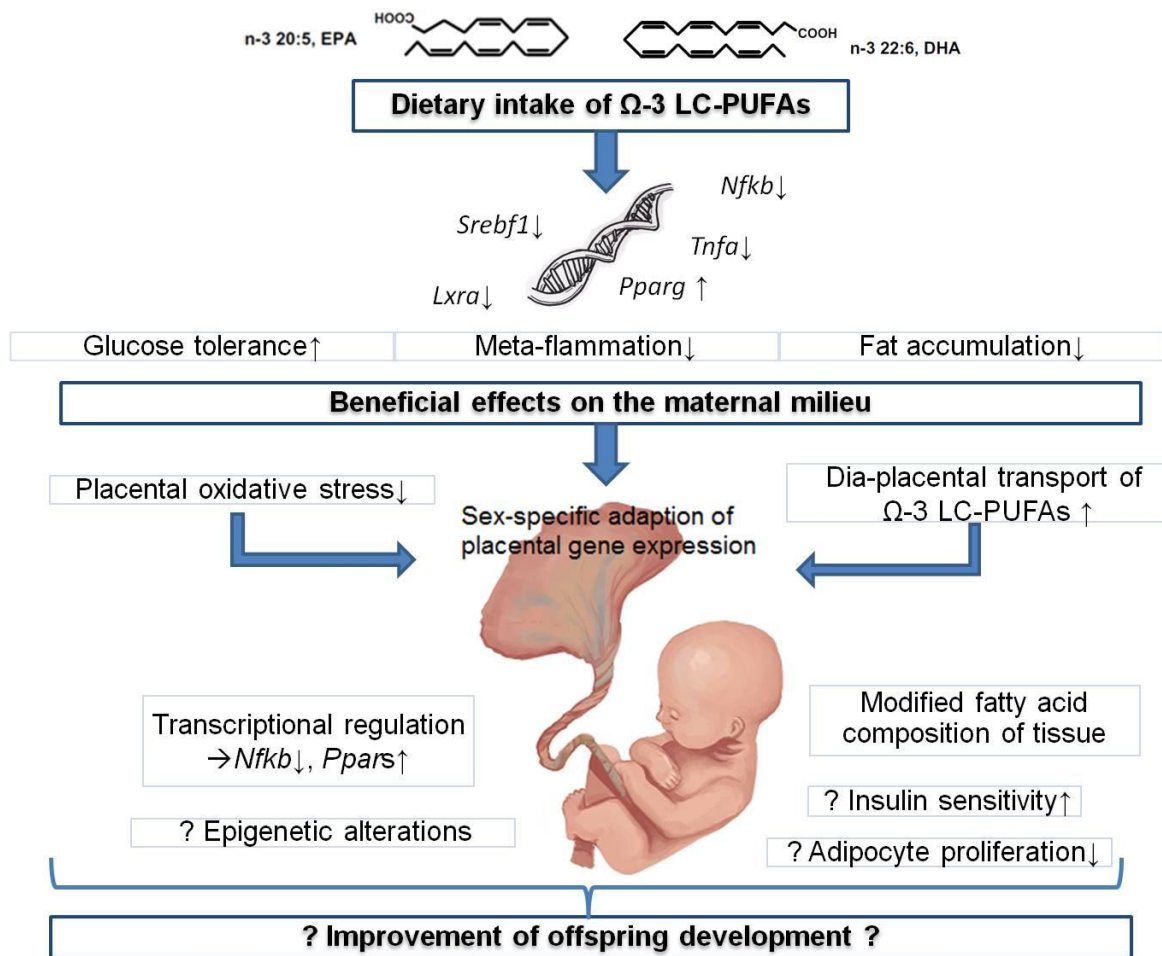 HOOC
n-3 20:5, EPA
COOH
n-3 22:6, DHA
Dietary intake of Ω-3 LC-PUFAs
Nfkb↓
Srebf1↓
Tnfa↓
Pparg ↑
Lxra↓
Glucose tolerance↑
Meta-flammation↓
Fat accumulation↓
Beneficial effects on the maternal milieu
Placental oxidative stress↓
Dia-placental transport of
Ω-3 LC-PUFAs ↑
Sex-specific adaption of
placental gene expression
Transcriptional regulation
→Nfkb↓, Ppars↑
Modified fatty acid
composition of tissue
? Insulin sensitivity↑
? Epigenetic alterations
? Adipocyte proliferation↓
? Improvement of offspring development ?